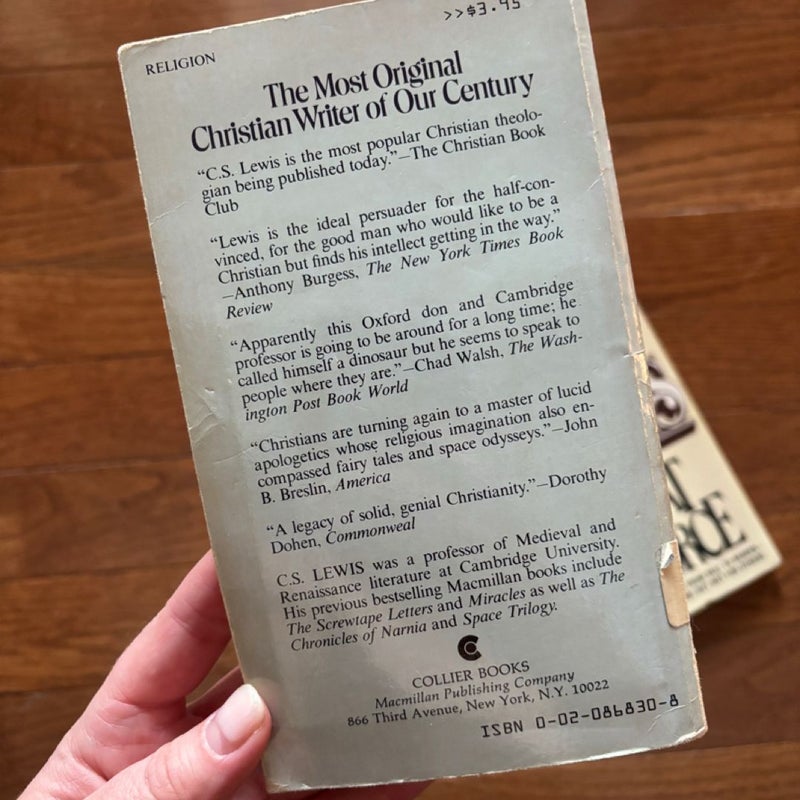 >>$3.95
RELIGION
The Most Original
Christian Writer of Our Century
“C.S. Lewis is the most popular Christian theolo-
gian being published today.”—The Christian Book
Club
“Lewis is the ideal persuader for the half-con-
vinced, for the good man who would like to be a
Christian but finds his intellect getting in the way.”
—Anthony Burgess, The New York Times Book
Review
“Apparently this Oxford don and Cambridge
professor is going to be around for a long time; he
called himself a dinosaur but he seems to speak to
people where they are.”—Chad Walsh, The Wash-
ington Post Book World
“Christians are turning again to a master of lucid
apologetics whose religious imagination also en-
compassed fairy tales and space odysseys.”—John
B. Breslin, America
“A legacy of solid, genial Christianity.”—Dorothy
Dohen, Commonweal
C.S. LEWIS was a professor of Medieval and
Renaissance literature at Cambridge University.
His previous bestselling Macmillan books include
The Screwtape Letters and Miracles as well as The
Chronicles of Narnia and Space Trilogy.
COLLIER BOOKS
Macmillan Publishing Company
866 Third Avenue, New York, N.Y. 10022
ISBN 0-02-086830-8